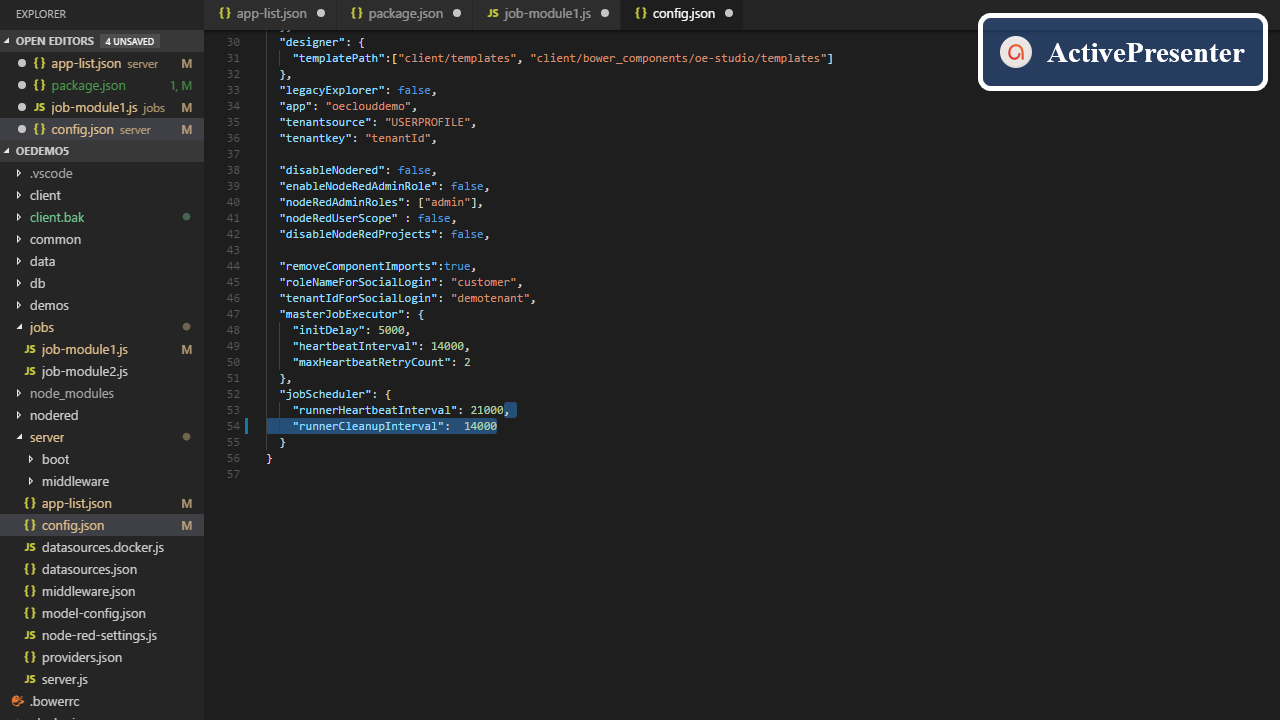 EXPLORER
OPEN EDITORS 4 UNSAVED
{} app-list.json server M
{} package.json 1, M
JS job-module1.js jobs M
{} config.json server M
OEDEMO5
.vscode
client
client.bak
common
data
db
demos
jobs
JS job-module1.js M
JS job-module2.js
node_modules
nodered
server
boot
middleware
{} app-list.json M
{} config.json M
JS datasources.docker.js
{} datasources.json
{} middleware.json
{} model-config.json
JS node-red-settings.js
{} providers.json
JS server.js
.bowerrc
{} app-list.json {} package.json JS job-module1.js {} config.json
30 "designer": {
31 "templatePath":["client/templates", "client/bower_components/oe-studio/templates"]
32 },
33 "legacyExplorer": false,
34 "app": "oeclouddemo",
35 "tenantsource": "USERPROFILE",
36 "tenantkey": "tenantId",
37
38 "disableNodered": false,
39 "enableNodeRedAdminRole": false,
40 "nodeRedAdminRoles": ["admin"],
41 "nodeRedUserScope" : false,
42 "disableNodeRedProjects": false,
43
44 "removeComponentImports":true,
45 "roleNameForSocialLogin": "customer",
46 "tenantIdForSocialLogin": "demotenant",
47 "masterJobExecutor": {
48 "initDelay": 5000,
49 "heartbeatInterval": 14000,
50 "maxHeartbeatRetryCount": 2
51 },
52 "jobScheduler": {
53 "runnerHeartbeatInterval": 21000,
54 "runnerCleanupInterval":  14000
55 }
56 }
57
ActivePresenter